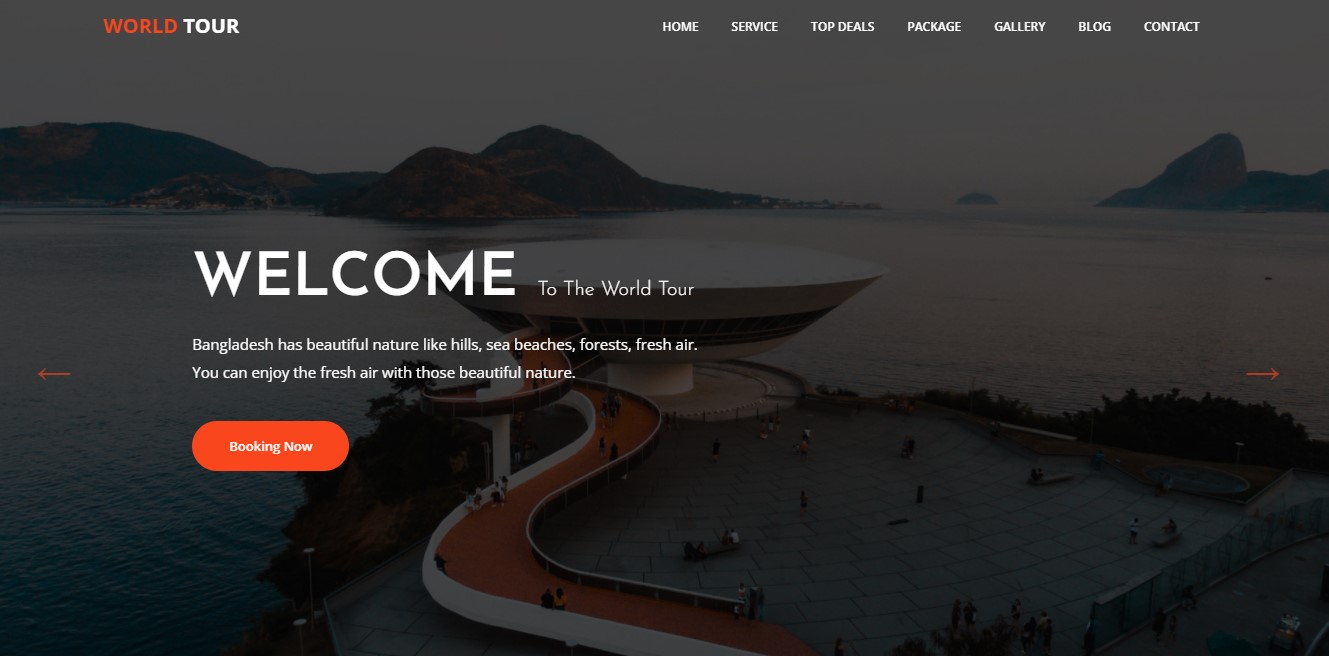 WORLD TOUR
HOME SERVICE TOP DEALS PACKAGE GALLERY BLOG CONTACT
WELCOME To The World Tour
Bangladesh has beautiful nature like hills, sea beaches, forests, fresh air.
You can enjoy the fresh air with those beautiful nature.
Booking Now